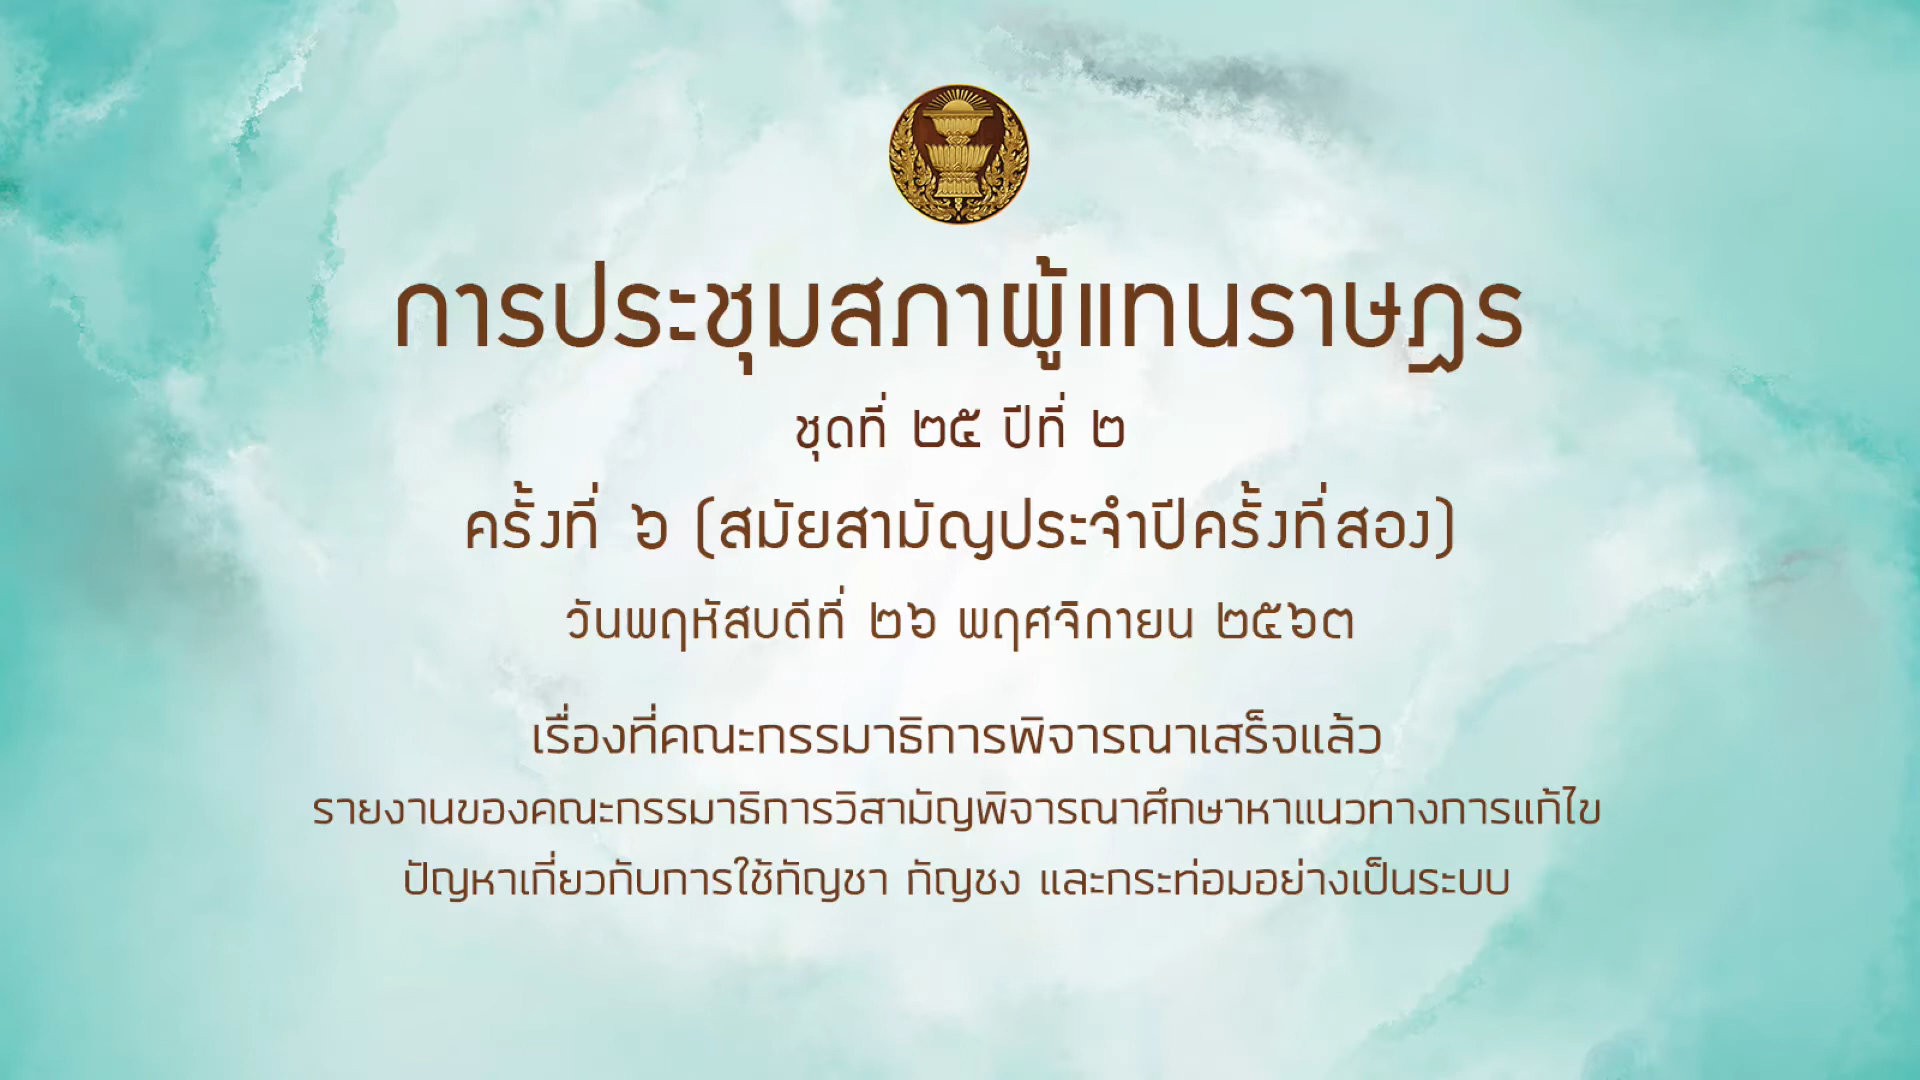 การประชุมสภาผู้แทนราษฎร
ชุดที่ ๒๕ ปีที่ ๒
ครั้งที่ ๖ (สมัยสามัญประจำปีครั้งที่สอง)
วันพฤหัสบดีที่ ๒๖ พฤศจิกายน ๒๕๖๓
เรื่องที่คณะกรรมาธิการพิจารณาเสร็จแล้ว
รายงานของคณะกรรมาธิการวิสามัญพิจารณาศึกษาหาแนวทางการแก้ไข
ปัญหาเกี่ยวกับการใช้กัญชา กัญชง และกระท่อมอย่างเป็นระบบ